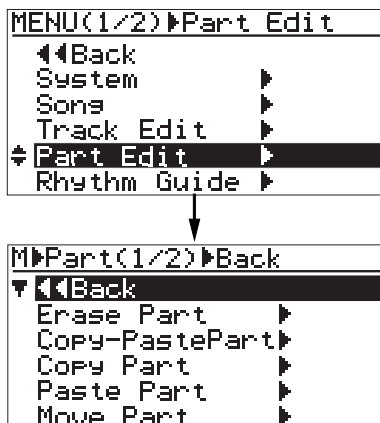 MENU(1/2)▶Part Edit
◀◀Back
System ▶
Song ▶
Track Edit ▶
Part Edit ▶
Rhythm Guide ▶
M▶Part(1/2)▶Back
◀◀Back
Erase Part ▶
Copy-PastePart▶
Copy Part ▶
Paste Part ▶
Move Part ▶